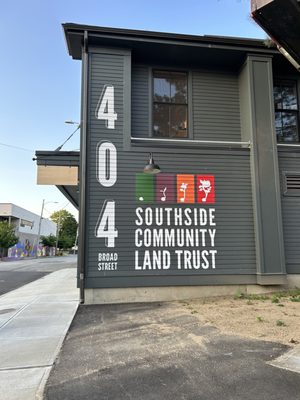 404
BROAD
STREET
SOUTHSIDE
COMMUNITY
LAND TRUST